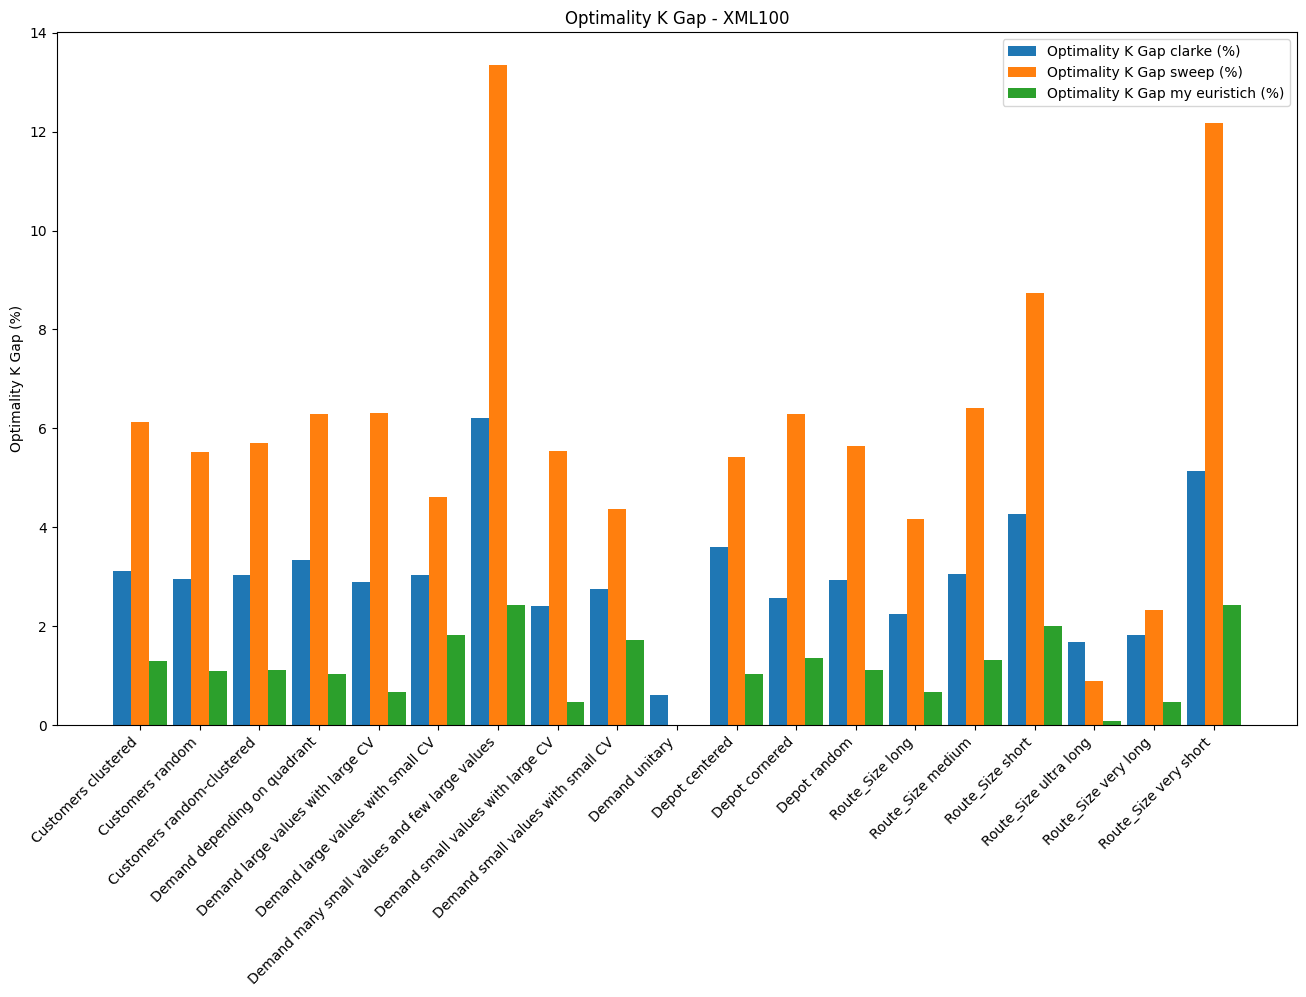 Optimality K Gap - XML100
Optimality K Gap clarke (%)
Optimality K Gap sweep (%)
Optimality K Gap my euristich (%)
Optimality K Gap (%)
14
12
10
8
6
4
2
0
Customers clustered
Customers random
Customers random-clustered
Demand depending on quadrant
Demand large values with large CV
Demand large values with small CV
Demand many small values and few large values
Demand small values with large CV
Demand small values with small CV
Demand unitary
Depot centered
Depot cornered
Depot random
Route_Size long
Route_Size medium
Route_Size short
Route_Size ultra long
Route_Size very long
Route_Size very short